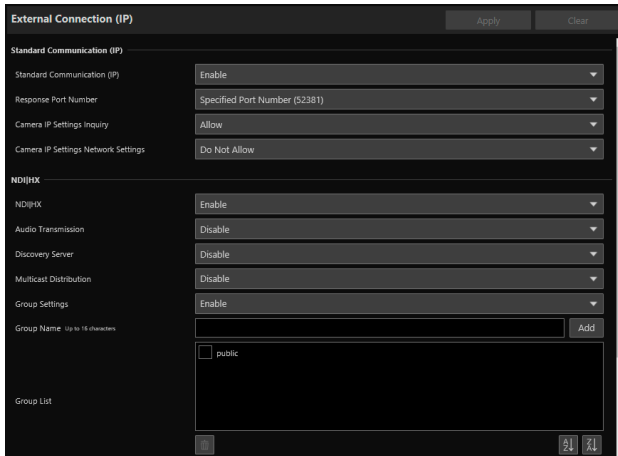 External Connection (IP)
Apply
Clear
Standard Communication (IP)
Standard Communication (IP) Enable
Response Port Number Specified Port Number (52381)
Camera IP Settings Inquiry Allow
Camera IP Settings Network Settings Do Not Allow
NDI|HX
NDI|HX Enable
Audio Transmission Disable
Discovery Server Disable
Multicast Distribution Disable
Group Settings Enable
Group Name Up to 16 characters Add
public
Group List
A Z
Z A